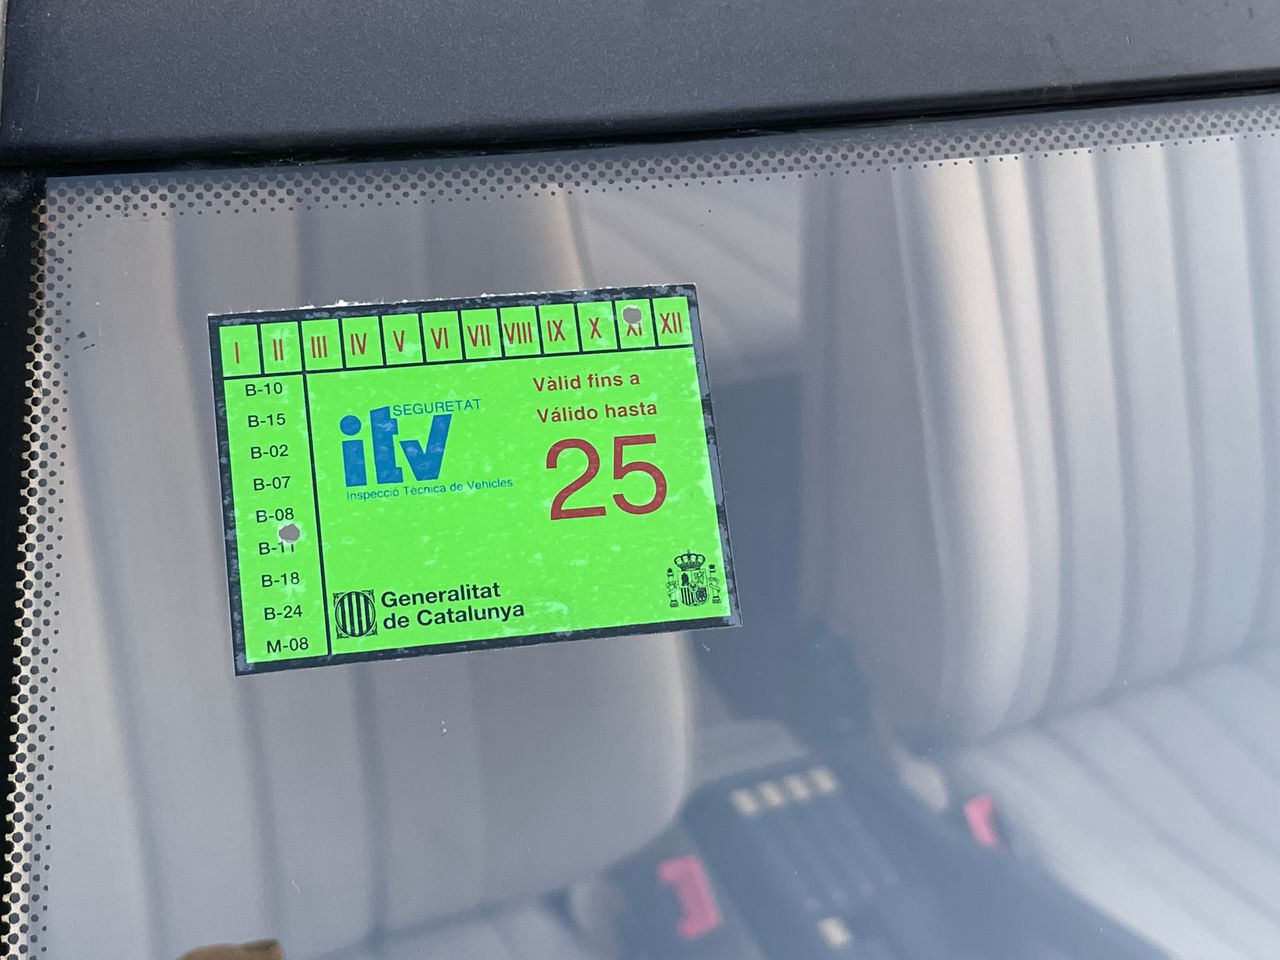 I II III IV V VI VII VIII IX X XI XII
B-10
B-15
B-02
B-07
B-08
B-11
B-18
B-24
M-08
SEGURETAT
itv
Inspecció Tècnica de Vehicles
Vàlid fins a
Válido hasta
25
Generalitat
de Catalunya